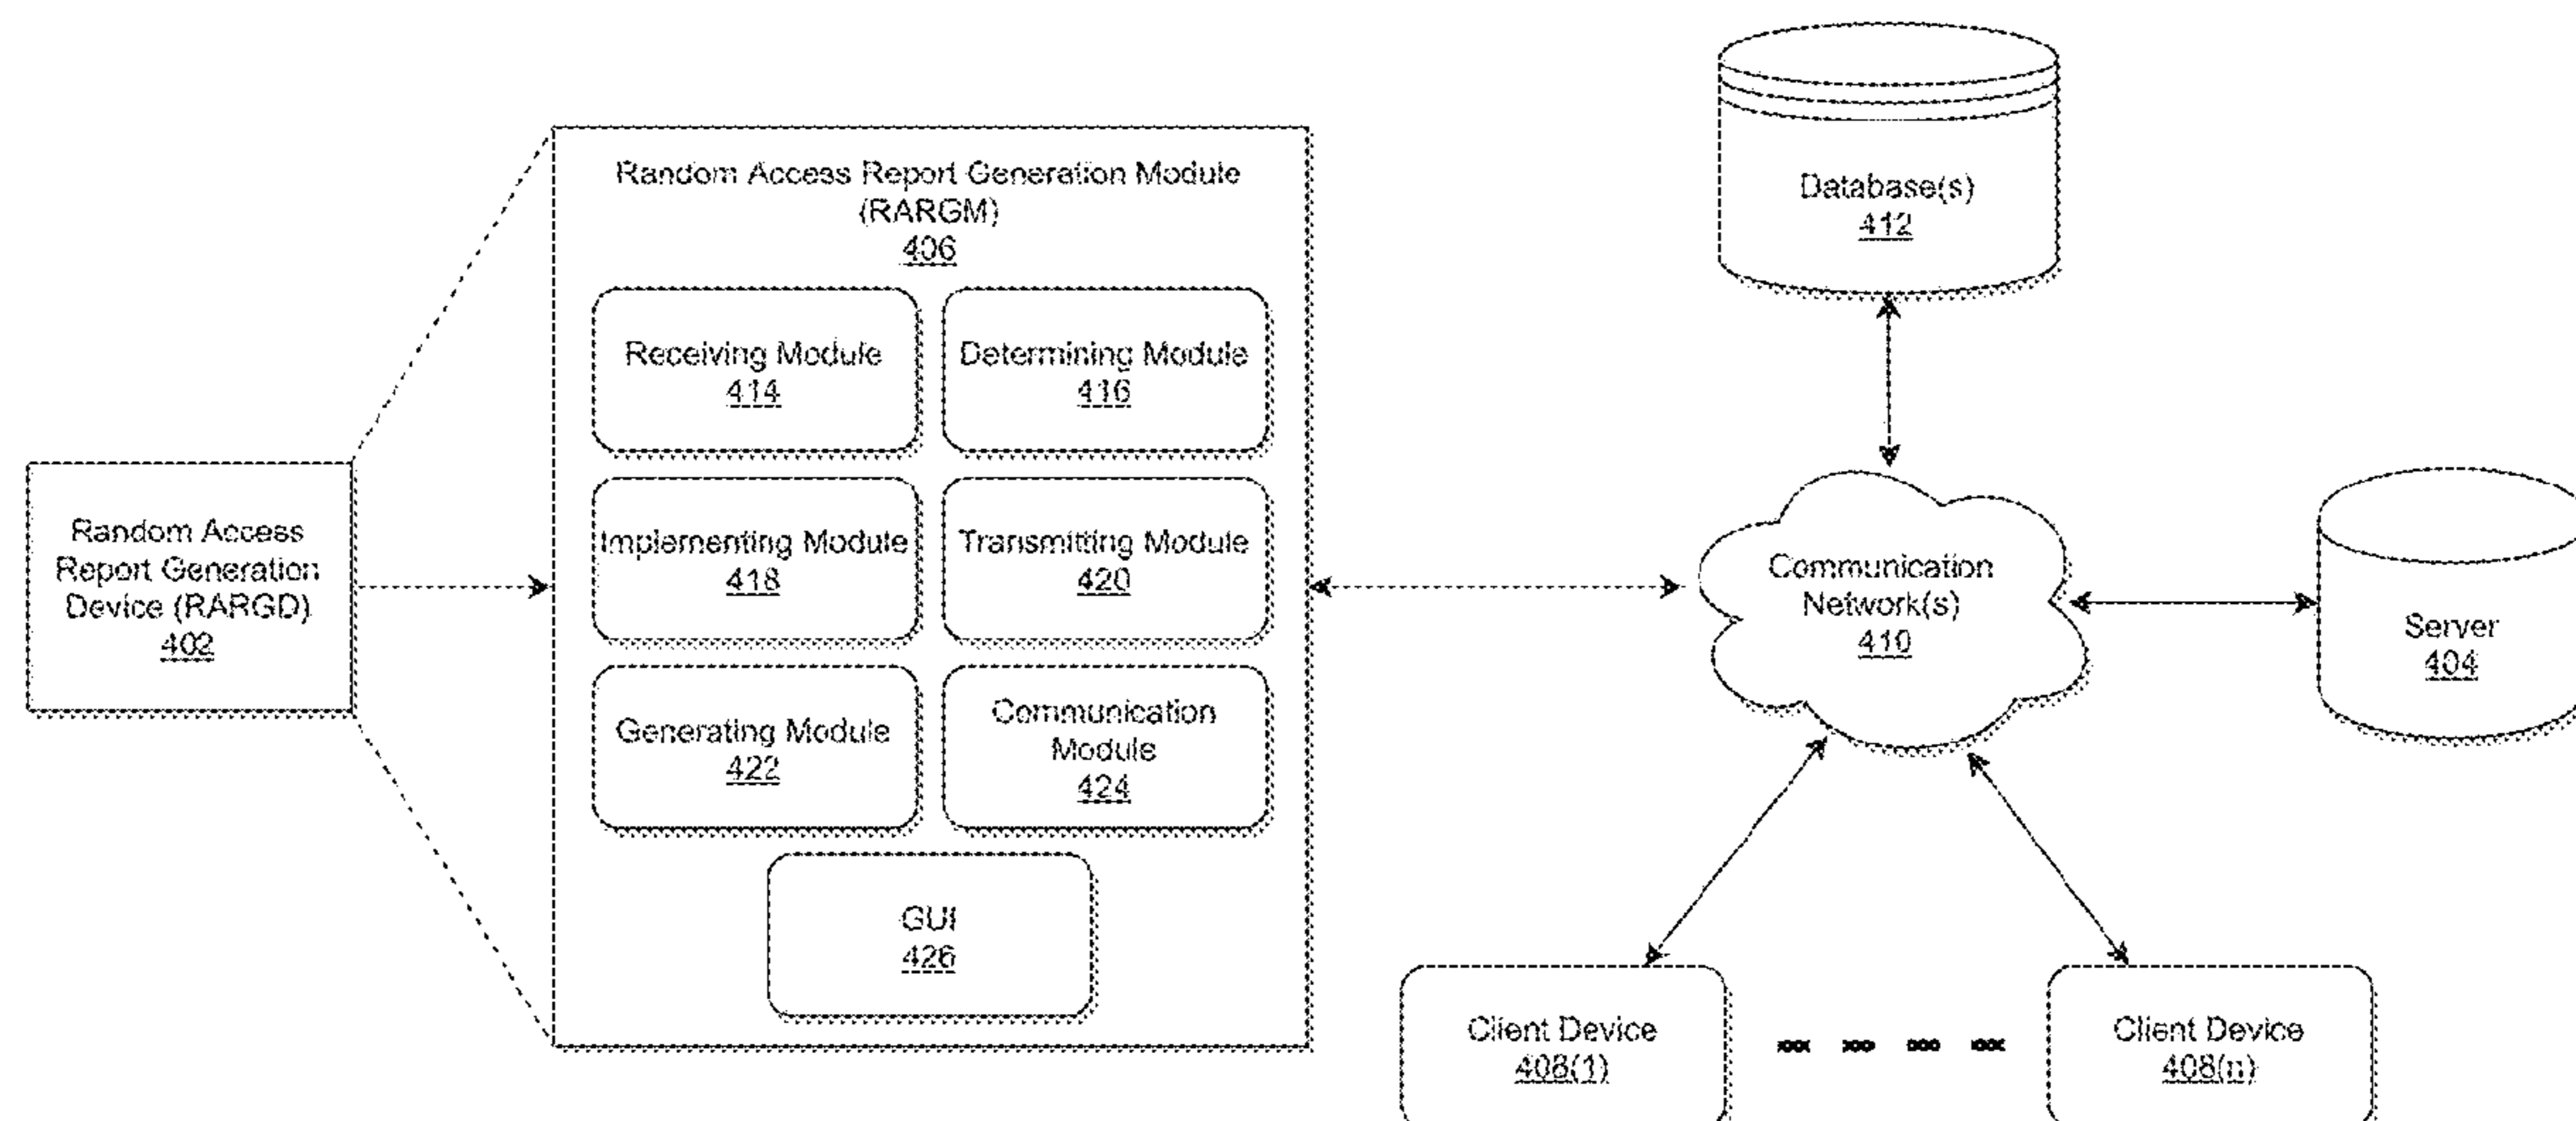 Random Access
Report Generation
Device (RARGD)
402
Random Access Report Generation Module
(RARGM)
406
Receiving Module
414
Determining Module
416
Implementing Module
418
Transmitting Module
420
Generating Module
422
Communication
Module
424
GUI
426
Database(s)
412
Communication
Network(s)
410
Server
404
Client Device
408(1)
Client Device
408(n)